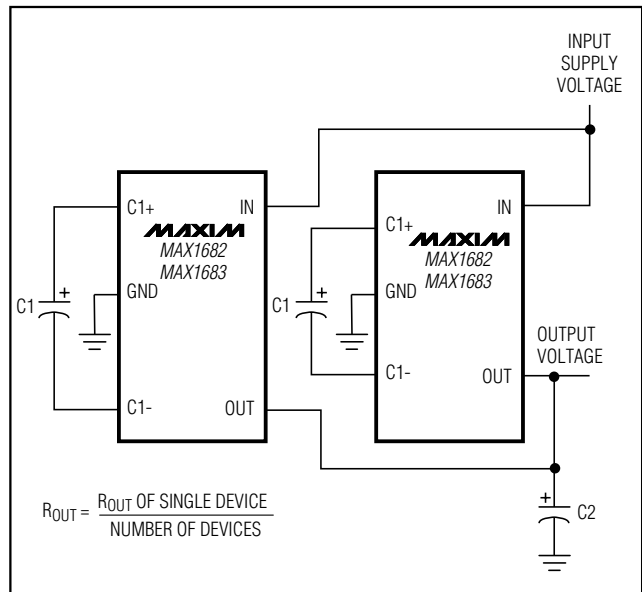 INPUT
SUPPLY
VOLTAGE
C1+
IN
MAXIM
MAX1682
MAX1683
GND
C1
+
C1-
OUT
C1+
IN
MAXIM
MAX1682
MAX1683
GND
C1
+
C1-
OUT
OUTPUT
VOLTAGE
+
C2
ROUT = ROUT OF SINGLE DEVICE
NUMBER OF DEVICES